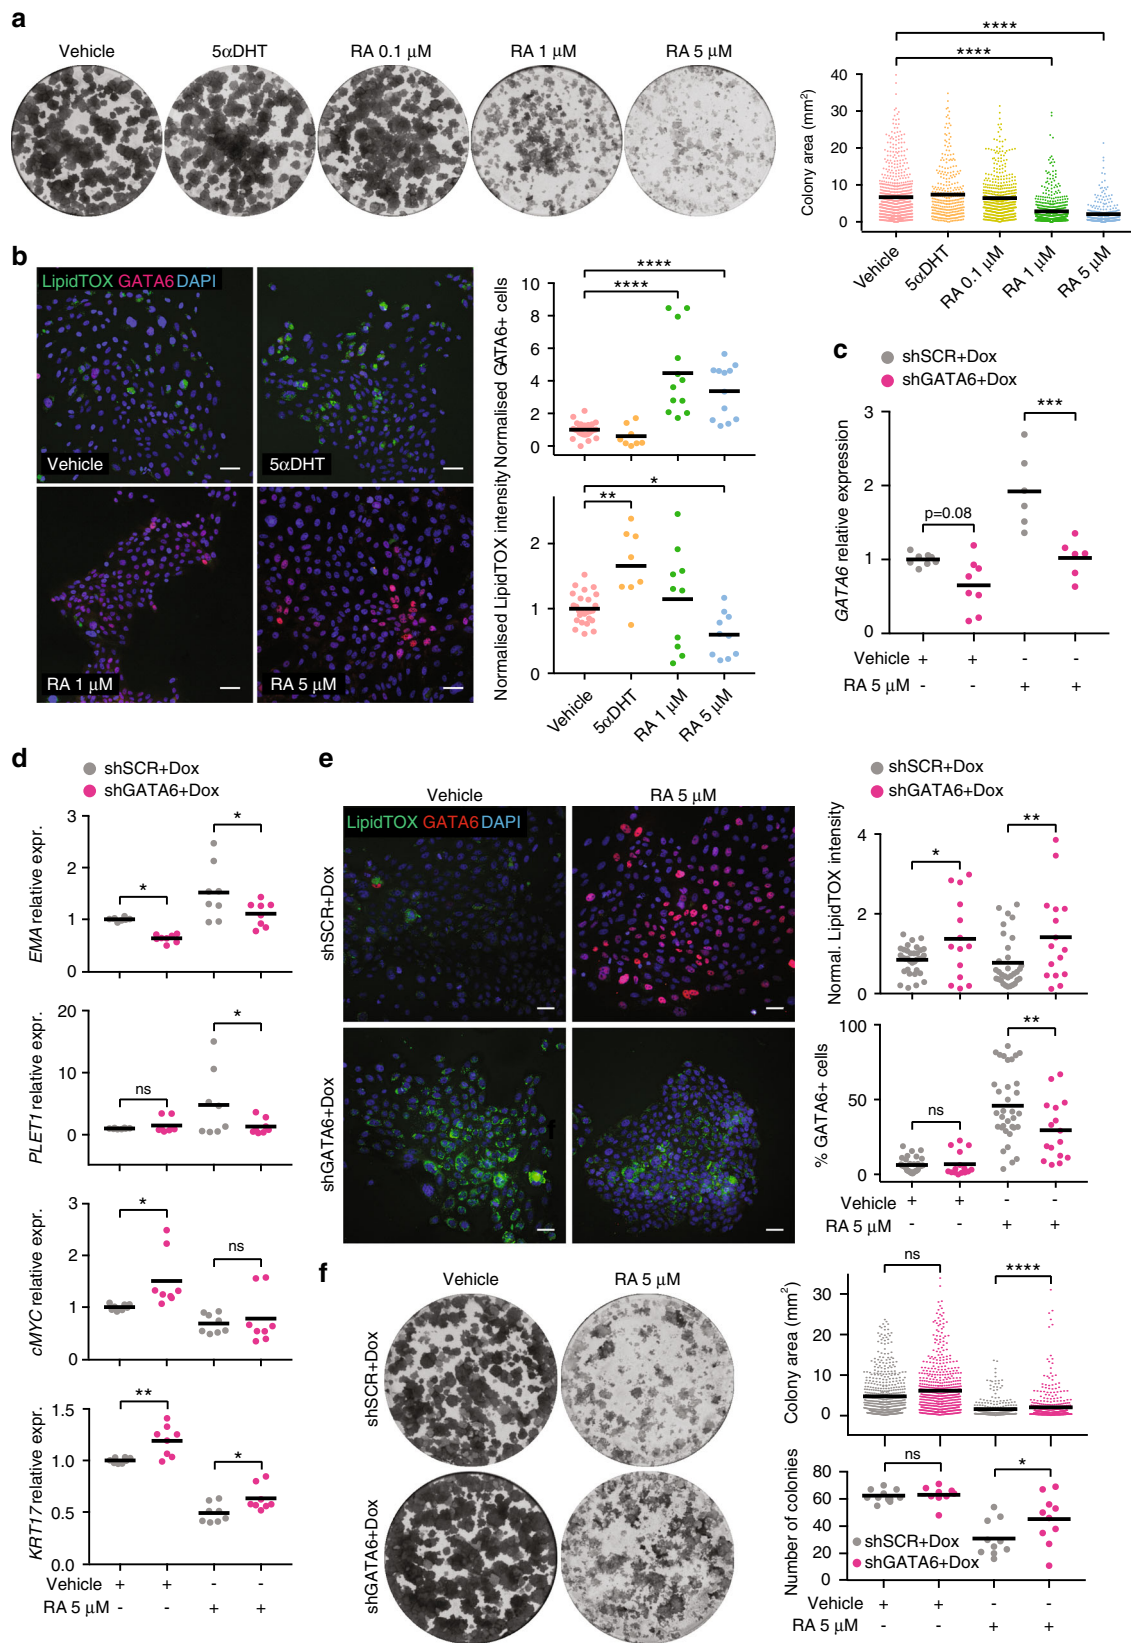 a
Vehicle
5αDHT
RA 0.1 μM
RA 1 μM
RA 5 μM
****
****
Colony area (mm²)
40
30
20
10
0
Vehicle
5αDHT
RA 0.1 μM
RA 1 μM
RA 5 μM
b
LipidTOX GATA6 DAPI
Vehicle
5αDHT
RA 1 μM
RA 5 μM
Normalised GATA6+ cells
10
8
6
4
2
0
****
****
Normalised LipidTOX intensity
2
1
0
*
**
Vehicle
5αDHT
RA 1 μM
RA 5 μM
c
shSCR+Dox
shGATA6+Dox
GATA6 relative expression
3
2
1
0
p=0.08
***
Vehicle + + - -
RA 5 μM - - + +
d
shSCR+Dox
shGATA6+Dox
EMA relative expr.
3
2
1
0
*
*
PLET1 relative expr.
20
10
0
ns
*
cMYC relative expr.
3
2
1
0
*
ns
KRT17 relative expr.
1.5
1.0
0.5
0.0
**
*
Vehicle + + - -
RA 5 μM - - + +
e
Vehicle
RA 5 μM
LipidTOX GATA6 DAPI
shSCR+Dox
shGATA6+Dox
f
shSCR+Dox
shGATA6+Dox
Normal. LipidTOX intensity
4
2
0
*
**
% GATA6+ cells
100
50
0
ns
**
Vehicle + + - -
RA 5 μM - - + +
f
Vehicle
RA 5 μM
shSCR+Dox
shGATA6+Dox
Colony area (mm²)
30
20
10
0
ns
****
Number of colonies
80
60
40
20
0
ns
*
shSCR+Dox
shGATA6+Dox
Vehicle + + - -
RA 5 μM - - + +